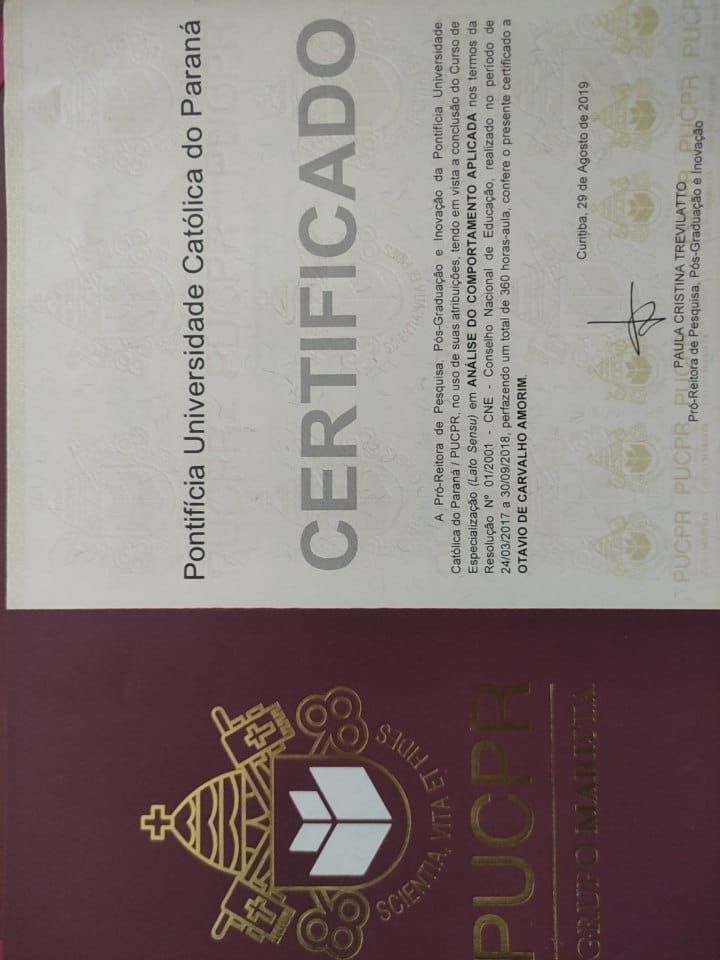 Pontifícia Universidade Católica do Paraná
CERTIFICADO
A Pró-Reitora de Pesquisa, Pós-Graduação e Inovação da Pontifícia Universidade
Católica do Paraná / PUCPR, no uso de suas atribuições, tendo em vista a conclusão do Curso de
Especialização (Lato Sensu) em ANÁLISE DO COMPORTAMENTO APLICADA nos termos da
Resolução Nº 01/2001 - CNE - Conselho Nacional de Educação, realizado no período de
24/03/2017 a 30/09/2018, perfazendo um total de 360 horas-aula, confere o presente certificado a
OTAVIO DE CARVALHO AMORIM.
Curitiba, 29 de Agosto de 2019
PAULA CRISTINA TREVILATTO
Pró-Reitora de Pesquisa, Pós-Graduação e Inovação
PUCPR PUCPR PUCPR PUCPR PUCPR
SCIENTIA, VITA ET FIDES
PUCPR
GRUPO MARISTA